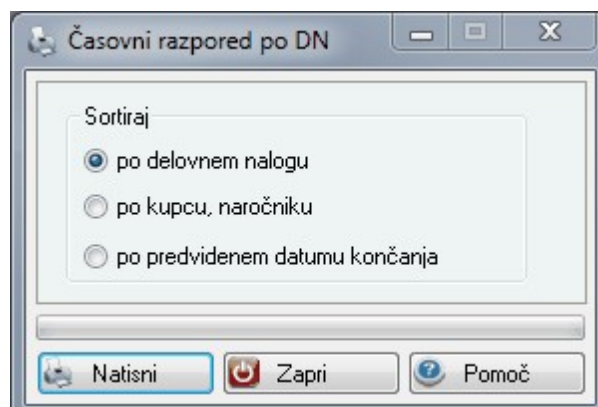 Časovni razpored po DN
Sortiraj
po delovnem nalogu
po kupcu, naročniku
po predvidenem datumu končanja
Natisni
Zapri
Pomoč